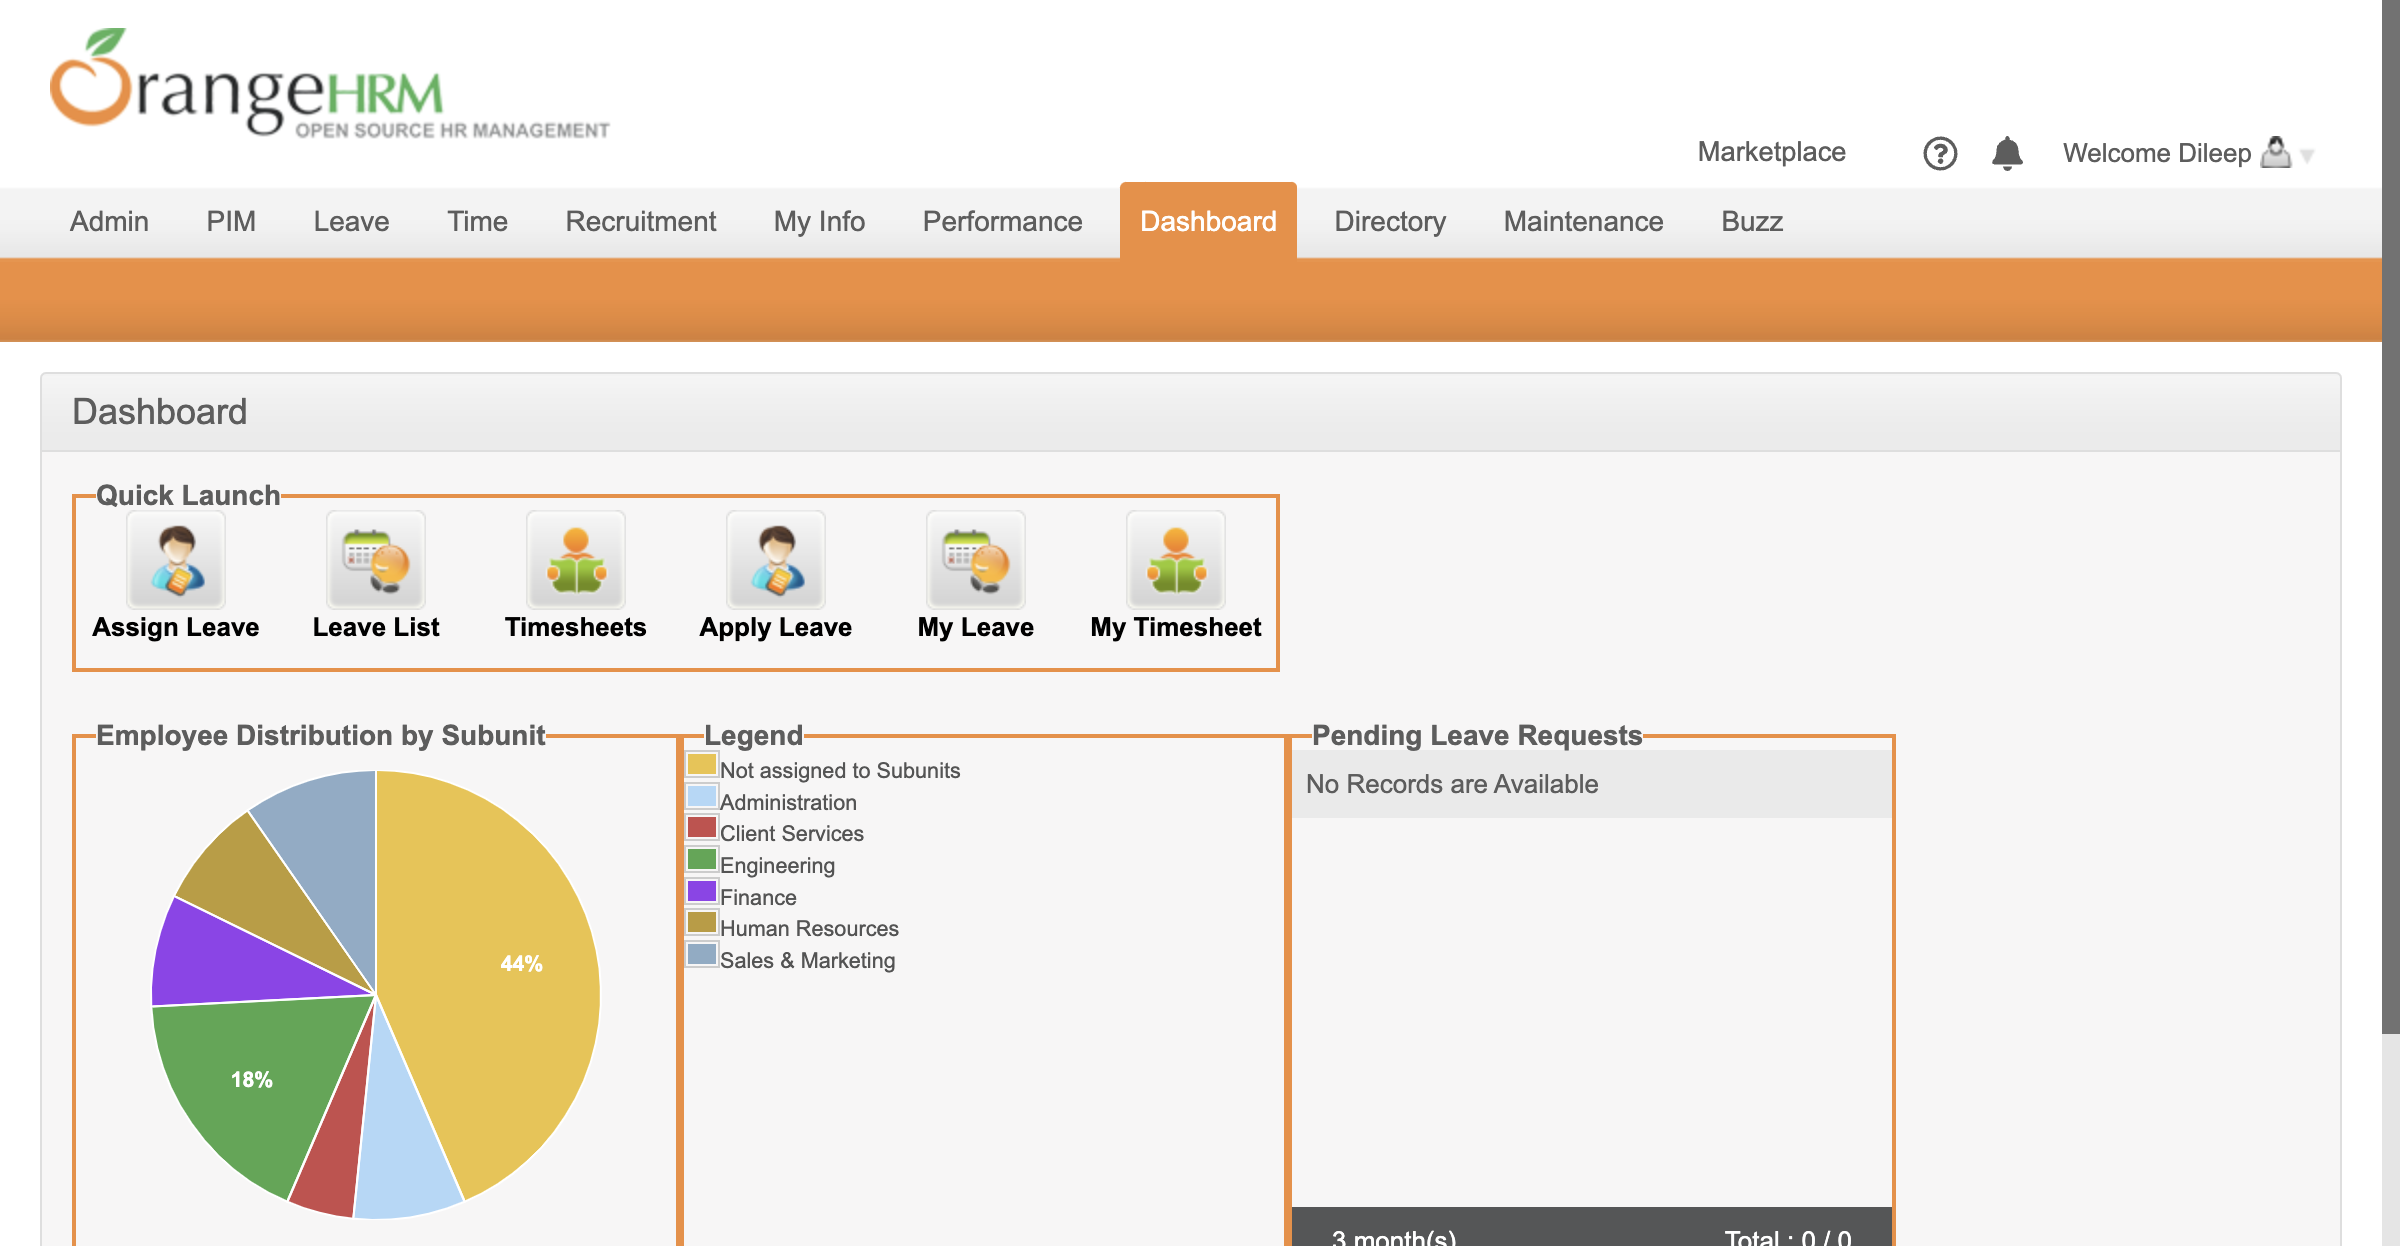 OrangeHRM
OPEN SOURCE HR MANAGEMENT
Marketplace
?
Welcome Dileep
Admin PIM Leave Time Recruitment My Info Performance Dashboard Directory Maintenance Buzz
Dashboard
Quick Launch
Assign Leave Leave List Timesheets Apply Leave My Leave My Timesheet
Employee Distribution by Subunit
44%
18%
Legend
Not assigned to Subunits
Administration
Client Services
Engineering
Finance
Human Resources
Sales & Marketing
Pending Leave Requests
No Records are Available
3 month(s) Total : 0 / 0